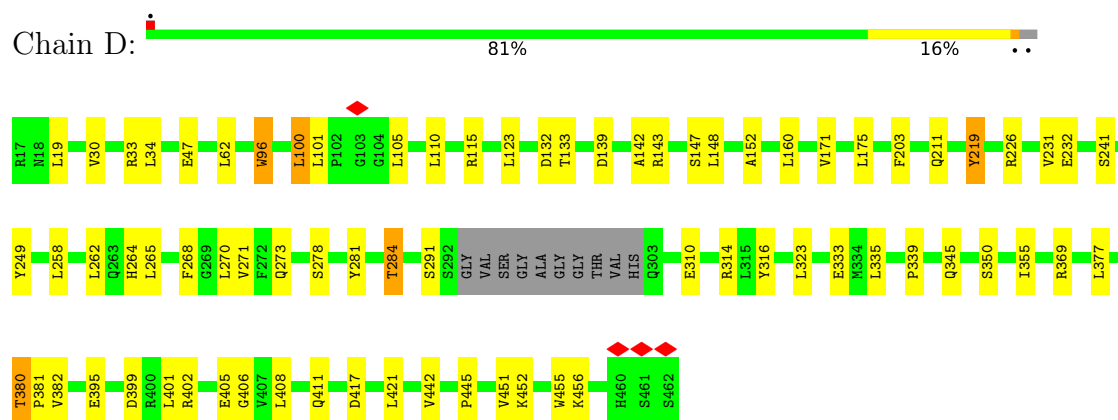 Chain D:
81% 16%
R17 N18 L19 V30 R33 L34 E47 L62 W96 L100 L101 P102 G103 G104 L105 L110 R115 L123 D132 T133 D139 A142 R143 S147 L148 A152 L160 V171 L175 F203 Q211 Y219 R226 V231 E232 S241
Y249 L258 L262 Q263 H264 L265 F268 G269 L270 V271 F272 Q273 S278 Y281 T284 S291 S292 GLY VAL SER GLY ALA GLY GLY THR VAL HIS Q303 E310 R314 L315 Y316 L323 E333 M334 L335 P339 Q345 S350 I355 R369 L377
T380 P381 V382 E395 D399 R400 L401 R402 E405 G406 V407 L408 Q411 D417 L421 V442 P445 V451 K452 W455 K456 H460 S461 S462